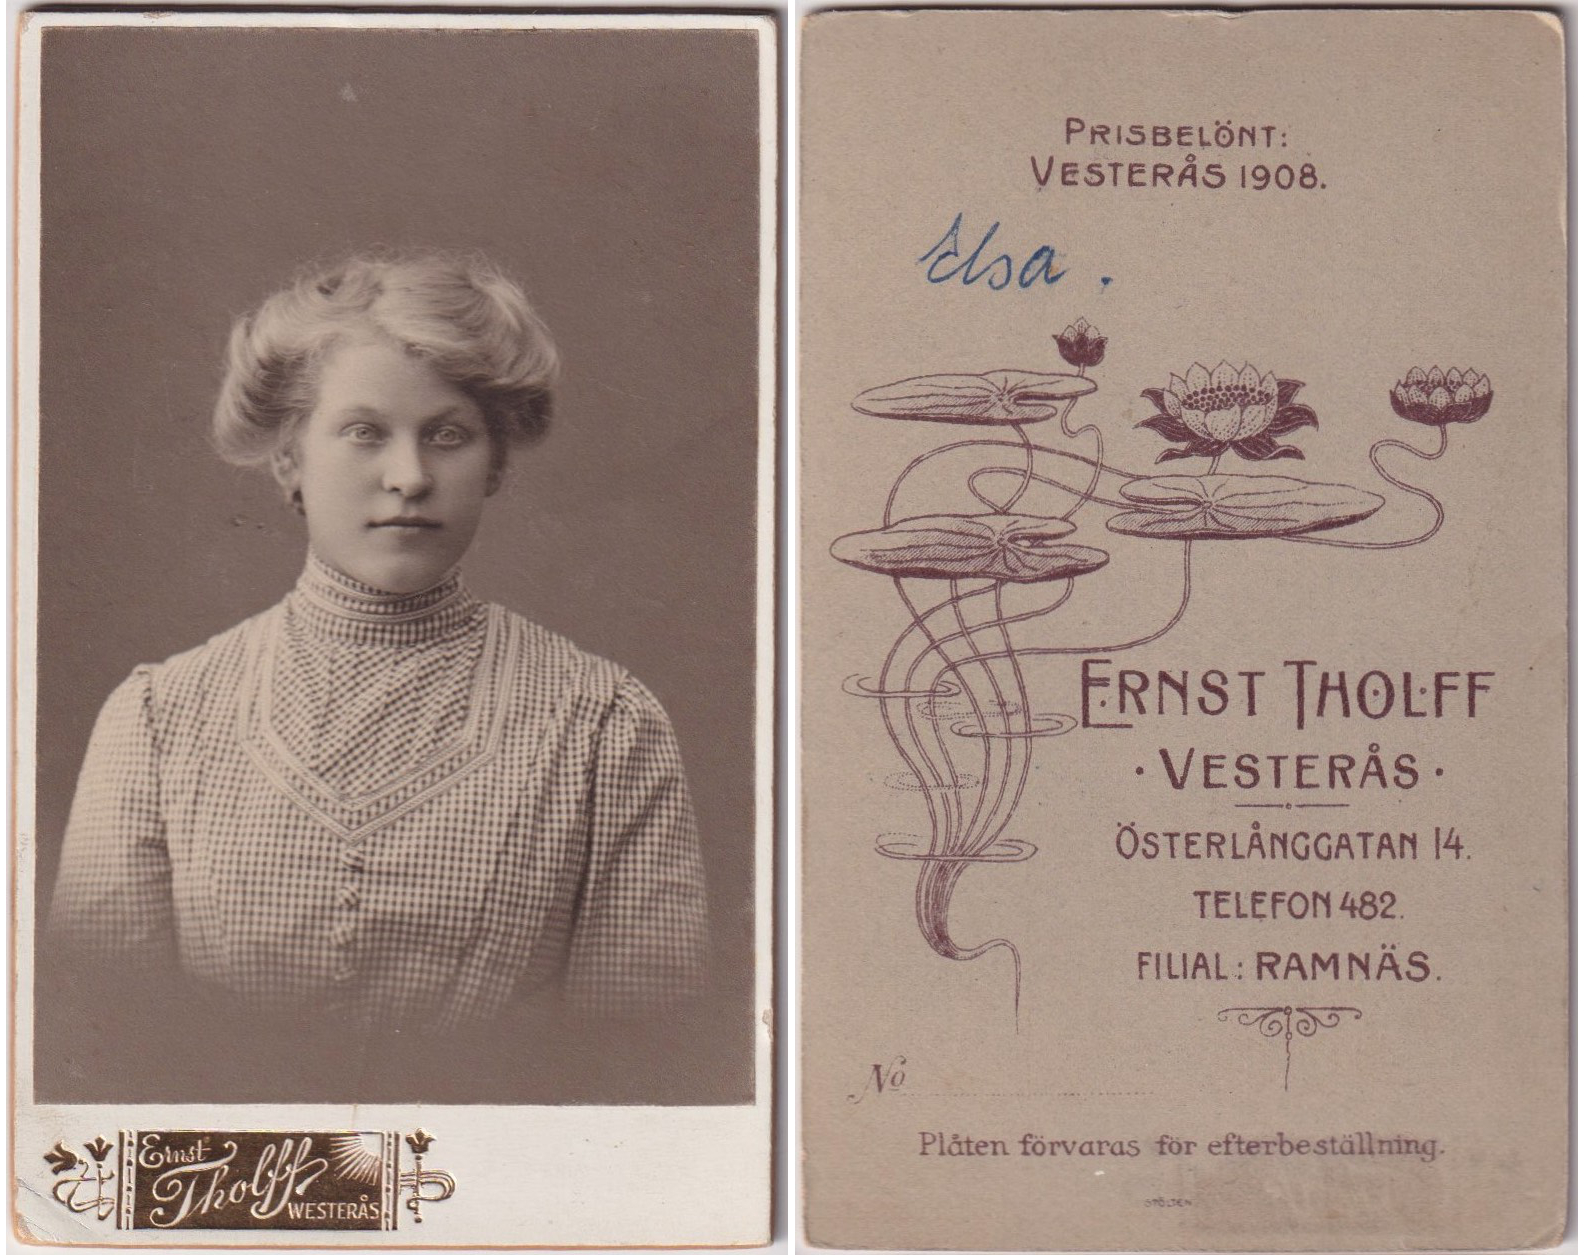 Ernst
Tholff
WESTERÅS
PRISBELÖNT:
VESTERÅS 1908.
Elsa.
ERNST THOLFF
· VESTERÅS ·
ÖSTERLÅNGGATAN 14.
TELEFON 482.
FILIAL: RAMNÄS.
No
Plåten förvaras för efterbeställning.
STÖLTEN